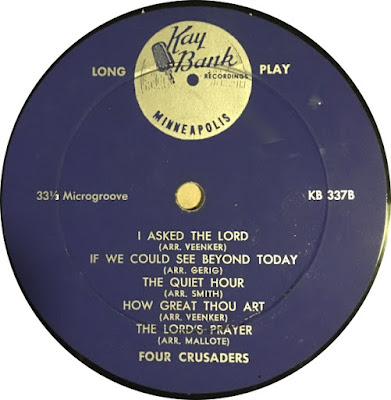 Kay
Bank
RECORDINGS
LONG PLAY
MINNEAPOLIS
33⅓ Microgroove KB 337B
I ASKED THE LORD
(ARR. VEENKER)
IF WE COULD SEE BEYOND TODAY
(ARR. GERIG)
THE QUIET HOUR
(ARR. SMITH)
HOW GREAT THOU ART
(ARR. VEENKER)
THE LORD'S PRAYER
(ARR. MALLOTE)
FOUR CRUSADERS